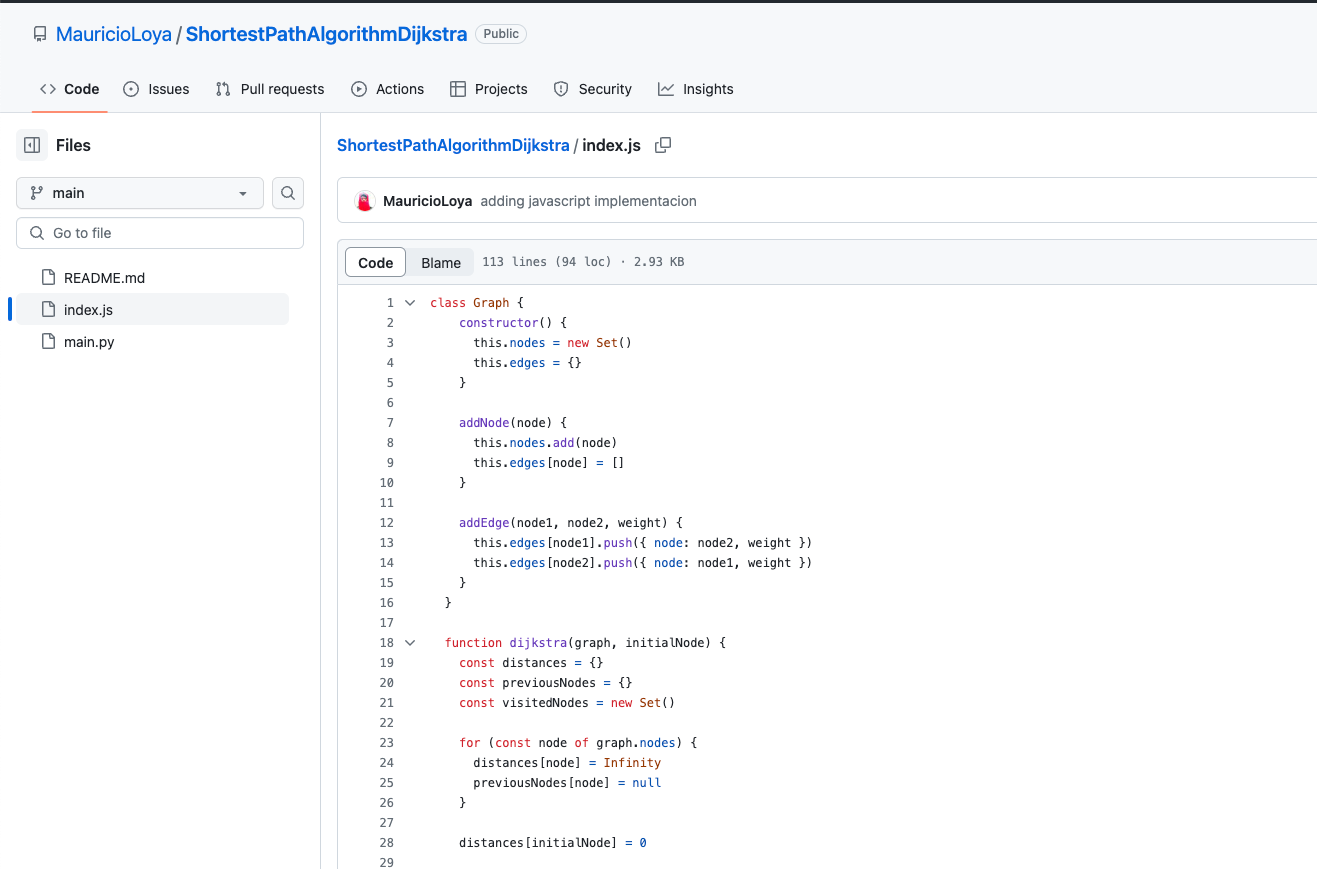 MauricioLoya / ShortestPathAlgorithmDijkstra Public
Code Issues Pull requests Actions Projects Security Insights
Files
main
Go to file
README.md
index.js
main.py
ShortestPathAlgorithmDijkstra / index.js
MauricioLoya adding javascript implementacion
Code Blame 113 lines (94 loc) · 2.93 KB
1 class Graph {
2 constructor() {
3 this.nodes = new Set()
4 this.edges = {}
5 }
6
7 addNode(node) {
8 this.nodes.add(node)
9 this.edges[node] = []
10 }
11
12 addEdge(node1, node2, weight) {
13 this.edges[node1].push({ node: node2, weight })
14 this.edges[node2].push({ node: node1, weight })
15 }
16 }
17
18 function dijkstra(graph, initialNode) {
19 const distances = {}
20 const previousNodes = {}
21 const visitedNodes = new Set()
22
23 for (const node of graph.nodes) {
24 distances[node] = Infinity
25 previousNodes[node] = null
26 }
27
28 distances[initialNode] = 0
29